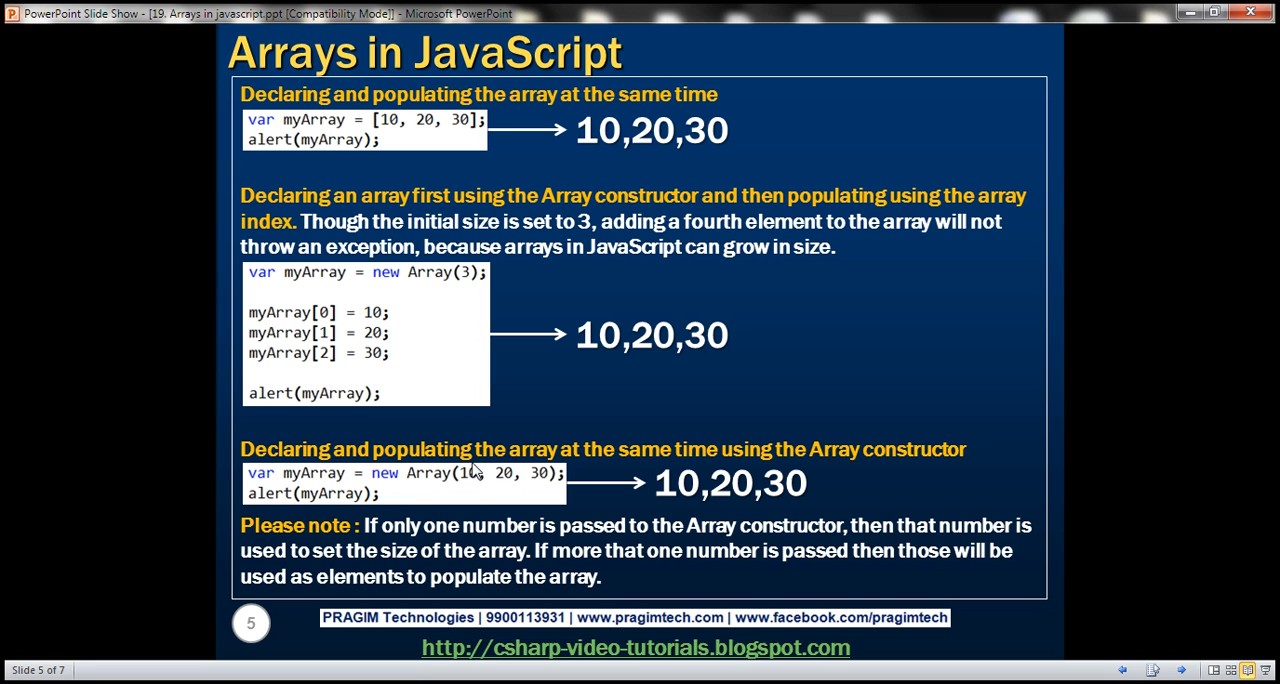 PowerPoint Slide Show - [19. Arrays in javascript.ppt [Compatibility Mode]] - Microsoft PowerPoint
Arrays in JavaScript
Declaring and populating the array at the same time
var myArray = [10, 20, 30];
alert(myArray);
10,20,30
Declaring an array first using the Array constructor and then populating using the array
index. Though the initial size is set to 3, adding a fourth element to the array will not
throw an exception, because arrays in JavaScript can grow in size.
var myArray = new Array(3);
myArray[0] = 10;
myArray[1] = 20;
myArray[2] = 30;
alert(myArray);
10,20,30
Declaring and populating the array at the same time using the Array constructor
var myArray = new Array(10, 20, 30);
alert(myArray);
10,20,30
Please note : If only one number is passed to the Array constructor, then that number is
used to set the size of the array. If more that one number is passed then those will be
used as elements to populate the array.
5
PRAGIM Technologies | 9900113931 | www.pragimtech.com | www.facebook.com/pragimtech
http://csharp-video-tutorials.blogspot.com
Slide 5 of 7